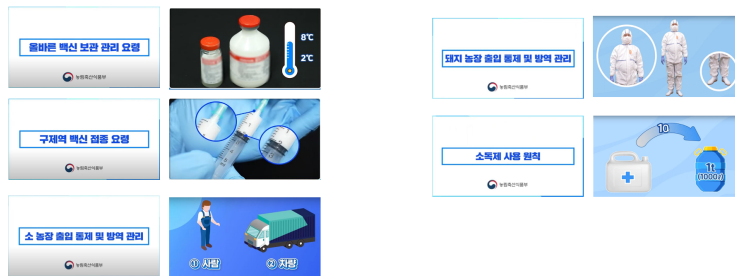 올바른 백신 보관 관리 요령
농림축산식품부
8℃
2℃
구제역 백신 접종 요령
농림축산식품부
소 농장 출입 통제 및 방역 관리
농림축산식품부
① 사람
② 차량
돼지 농장 출입 통제 및 방역 관리
농림축산식품부
소독제 사용 원칙
농림축산식품부
10
1t
(1000ℓ)